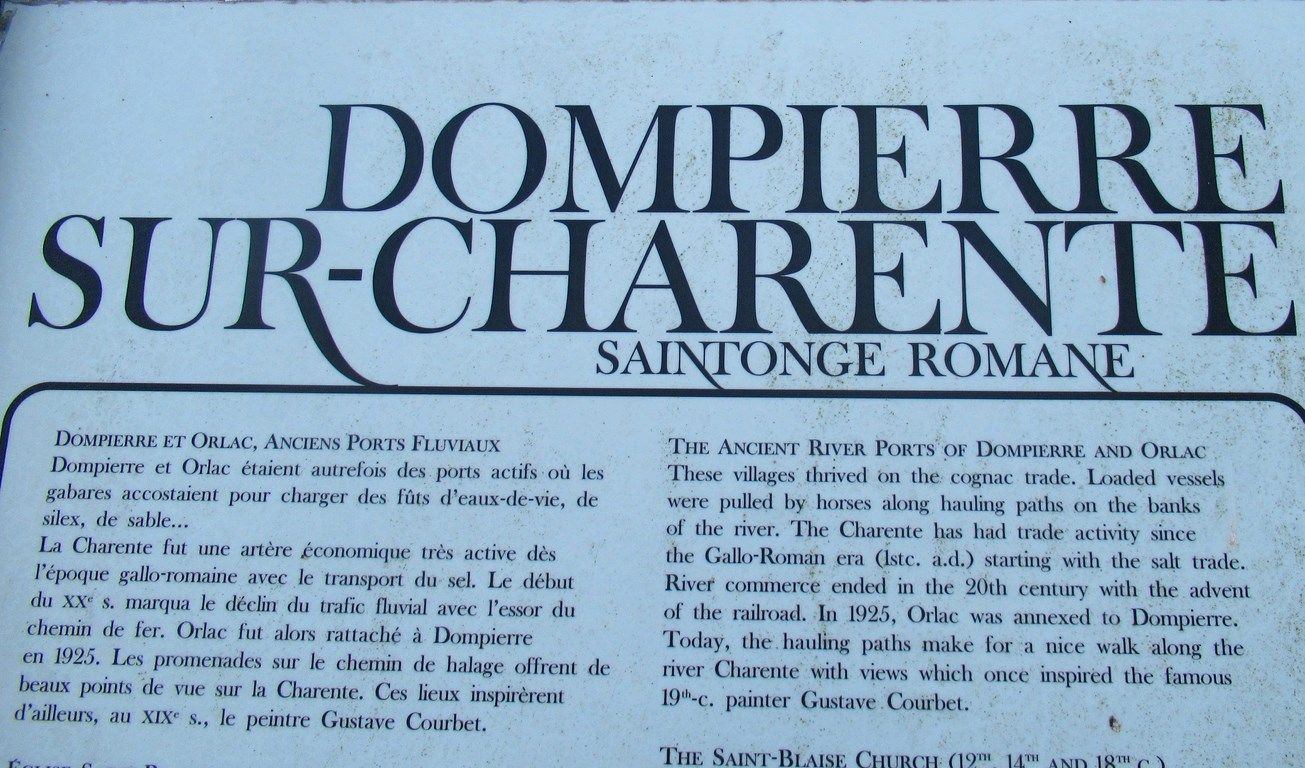 DOMPIERRE
SUR-CHARENTE
SAINTONGE ROMANE
DOMPIERRE ET ORLAC, ANCIENS PORTS FLUVIAUX
Dompierre et Orlac étaient autrefois des ports actifs où les
gabares accostaient pour charger des fûts d'eaux-de-vie, de
silex, de sable...
La Charente fut une artère économique très active dès
l'époque gallo-romaine avec le transport du sel. Le début
du XXe s. marqua le déclin du trafic fluvial avec l'essor du
chemin de fer. Orlac fut alors rattaché à Dompierre
en 1925. Les promenades sur le chemin de halage offrent de
beaux points de vue sur la Charente. Ces lieux inspirèrent
d'ailleurs, au XIXe s., le peintre Gustave Courbet.
THE ANCIENT RIVER PORTS OF DOMPIERRE AND ORLAC
These villages thrived on the cognac trade. Loaded vessels
were pulled by horses along hauling paths on the banks
of the river. The Charente has had trade activity since
the Gallo-Roman era (1stc. a.d.) starting with the salt trade.
River commerce ended in the 20th century with the advent
of the railroad. In 1925, Orlac was annexed to Dompierre.
Today, the hauling paths make for a nice walk along the
river Charente with views which once inspired the famous
19th-c. painter Gustave Courbet.
THE SAINT-BLAISE CHURCH (12TH, 14TH AND 18TH C.)